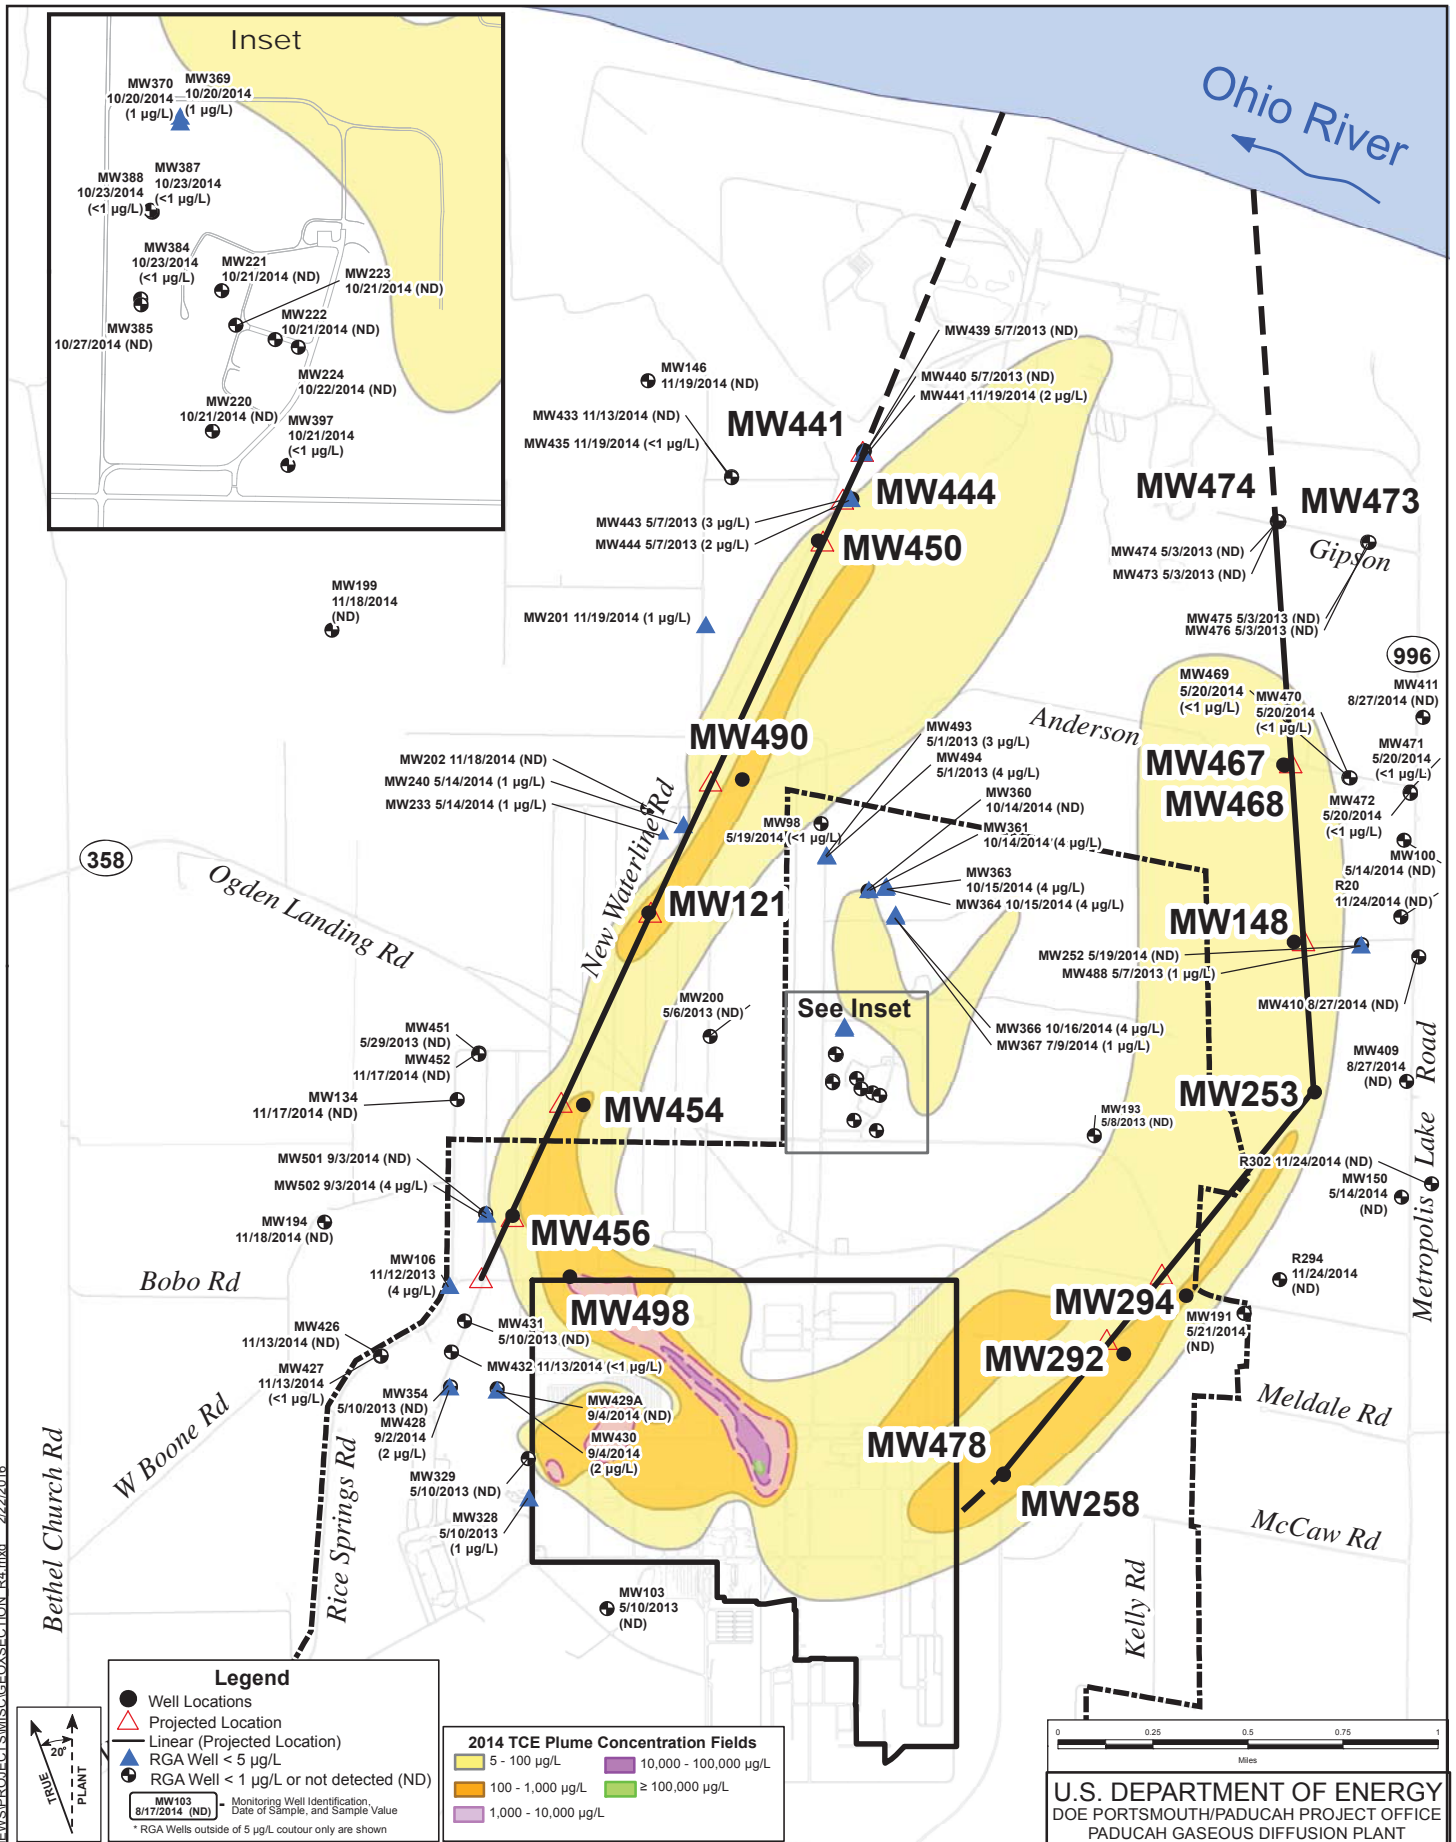 Inset
MW370
10/20/2014
(1 µg/L)
MW369
10/20/2014
(1 µg/L)
MW388
10/23/2014
(<1 µg/L)
MW387
10/23/2014
(<1 µg/L)
MW384
10/23/2014
(<1 µg/L)
MW221
10/21/2014 (ND)
MW223
10/21/2014 (ND)
MW222
10/21/2014 (ND)
MW385
10/27/2014 (ND)
MW224
10/22/2014 (ND)
MW220
10/21/2014 (ND)
MW397
10/21/2014
(<1 µg/L)
Ohio River
MW439 5/7/2013 (ND)
MW440 5/7/2013 (ND)
MW441 11/19/2014 (2 µg/L)
MW146
11/19/2014 (ND)
MW433 11/13/2014 (ND)
MW435 11/19/2014 (<1 µg/L)
MW441
MW444
MW443 5/7/2013 (3 µg/L)
MW444 5/7/2013 (2 µg/L)
MW450
MW474
MW473
MW474 5/3/2013 (ND)
MW473 5/3/2013 (ND)
Gipson
MW475 5/3/2013 (ND)
MW476 5/3/2013 (ND)
MW199
11/18/2014
(ND)
MW201 11/19/2014 (1 µg/L)
996
MW469
5/20/2014
(<1 µg/L)
MW470
5/20/2014
(<1 µg/L)
MW411
8/27/2014 (ND)
MW471
5/20/2014
(<1 µg/L)
Anderson
MW490
MW493
5/1/2013 (3 µg/L)
MW494
5/1/2013 (4 µg/L)
MW202 11/18/2014 (ND)
MW240 5/14/2014 (1 µg/L)
MW233 5/14/2014 (1 µg/L)
MW467
MW468
MW360
10/14/2014 (ND)
MW98
5/19/2014 (<1 µg/L)
MW361
10/14/2014 (4 µg/L)
MW472
5/20/2014
(<1 µg/L)
358
Ogden Landing Rd
New Waterline Rd
MW363
10/15/2014 (4 µg/L)
MW364 10/15/2014 (4 µg/L)
MW100
5/14/2014 (ND)
R20
11/24/2014 (ND)
MW121
MW148
MW252 5/19/2014 (ND)
MW488 5/7/2013 (1 µg/L)
MW200
5/6/2013 (ND)
See Inset
MW410 8/27/2014 (ND)
MW366 10/16/2014 (4 µg/L)
MW367 7/9/2014 (1 µg/L)
MW451
5/29/2013 (ND)
MW452
11/17/2014 (ND)
MW134
11/17/2014 (ND)
MW454
MW253
MW409
8/27/2014
(ND)
MW193
5/8/2013 (ND)
Metropolis Lake Road
MW501 9/3/2014 (ND)
MW502 9/3/2014 (4 µg/L)
R302 11/24/2014 (ND)
MW150
5/14/2014
(ND)
MW194
11/18/2014 (ND)
MW456
MW106
11/12/2013
(4 µg/L)
R294
11/24/2014
(ND)
Bobo Rd
MW498
MW294
MW191
5/21/2014
(ND)
MW426
11/13/2014 (ND)
MW431
5/10/2013 (ND)
MW427
11/13/2014
(<1 µg/L)
MW432 11/13/2014 (<1 µg/L)
MW292
MW354
5/10/2013 (ND)
MW429A
9/4/2014 (ND)
MW428
9/2/2014
(2 µg/L)
MW430
9/4/2014
(2 µg/L)
Meldale Rd
W Boone Rd
Bethel Church Rd
Rice Springs Rd
MW478
MW329
5/10/2013 (ND)
MW258
MW328
5/10/2013
(1 µg/L)
McCaw Rd
Kelly Rd
MW103
5/10/2013
(ND)
Legend
Well Locations
Projected Location
Linear (Projected Location)
RGA Well < 5 µg/L
RGA Well < 1 µg/L or not detected (ND)
MW103
8/17/2014 (ND)
- Monitoring Well Identification,
Date of Sample, and Sample Value
* RGA Wells outside of 5 µg/L coutour only are shown
20°
TRUE
PLANT
2014 TCE Plume Concentration Fields
5 - 100 µg/L
100 - 1,000 µg/L
1,000 - 10,000 µg/L
10,000 - 100,000 µg/L
≥ 100,000 µg/L
0 0.25 0.5 0.75 1
Miles
U.S. DEPARTMENT OF ENERGY
DOE PORTSMOUTH/PADUCAH PROJECT OFFICE
PADUCAH GASEOUS DIFFUSION PLANT